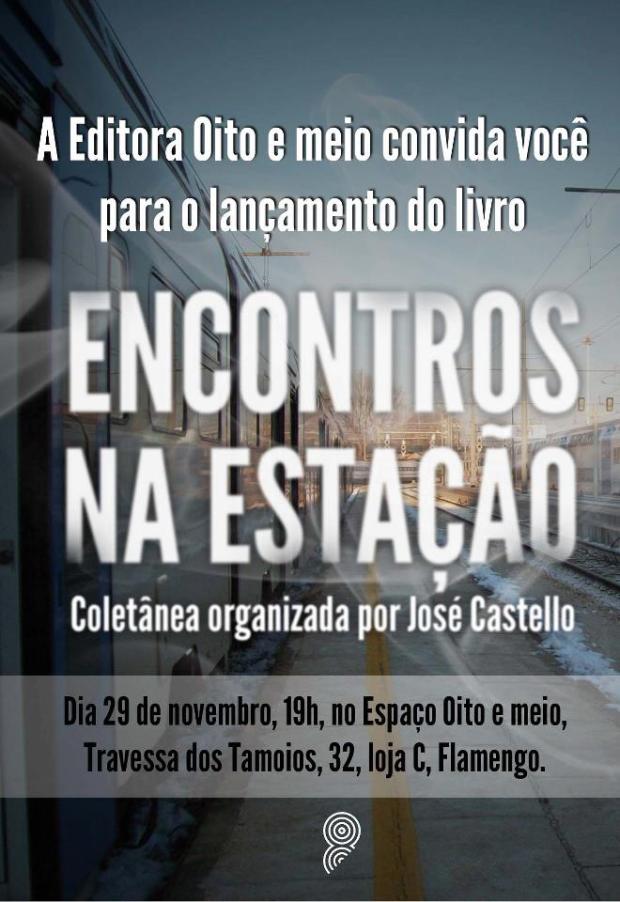 A Editora Oito e meio convida você
para o lançamento do livro
ENCONTROS
NA ESTAÇÃO
Coletânea organizada por José Castello
Dia 29 de novembro, 19h, no Espaço Oito e meio,
Travessa dos Tamoios, 32, loja C, Flamengo.